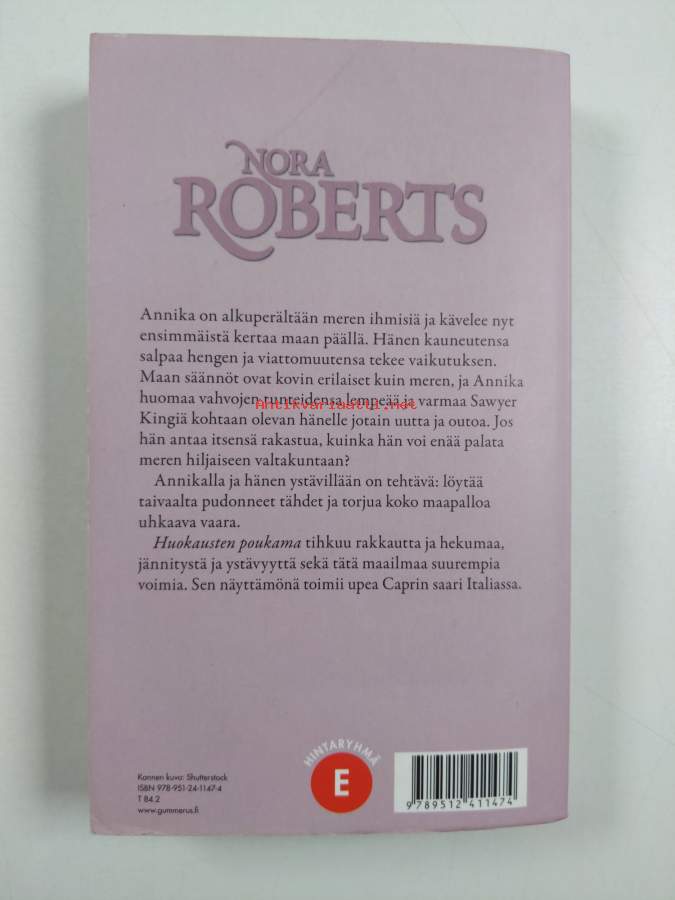 NORA
ROBERTS
Annika on alkuperältään meren ihmisiä ja kävelee nyt
ensimmäistä kertaa maan päällä. Hänen kauneutensa
salpaa hengen ja viattomuutensa tekee vaikutuksen.
Maan säännöt ovat kovin erilaiset kuin meren, ja Annika
huomaa vahvojen tunteidensa lempeää ja varmaa Sawyer
Antikvariaatti.net
Kingiä kohtaan olevan hänelle jotain uutta ja outoa. Jos
hän antaa itsensä rakastua, kuinka hän voi enää palata
meren hiljaiseen valtakuntaan?
Annikalla ja hänen ystävillään on tehtävä: löytää
taivaalta pudonneet tähdet ja torjua koko maapalloa
uhkaava vaara.
Huokausten poukama tihkuu rakkautta ja hekumaa,
jännitystä ja ystävyyttä sekä tätä maailmaa suurempia
voimia. Sen näyttämönä toimii upea Caprin saari Italiassa.
Kannen kuva: Shutterstock
ISBN 978-951-24-1147-4
T 84.2
www.gummerus.fi
HINTARYHMÄ
E
9 789512 411474